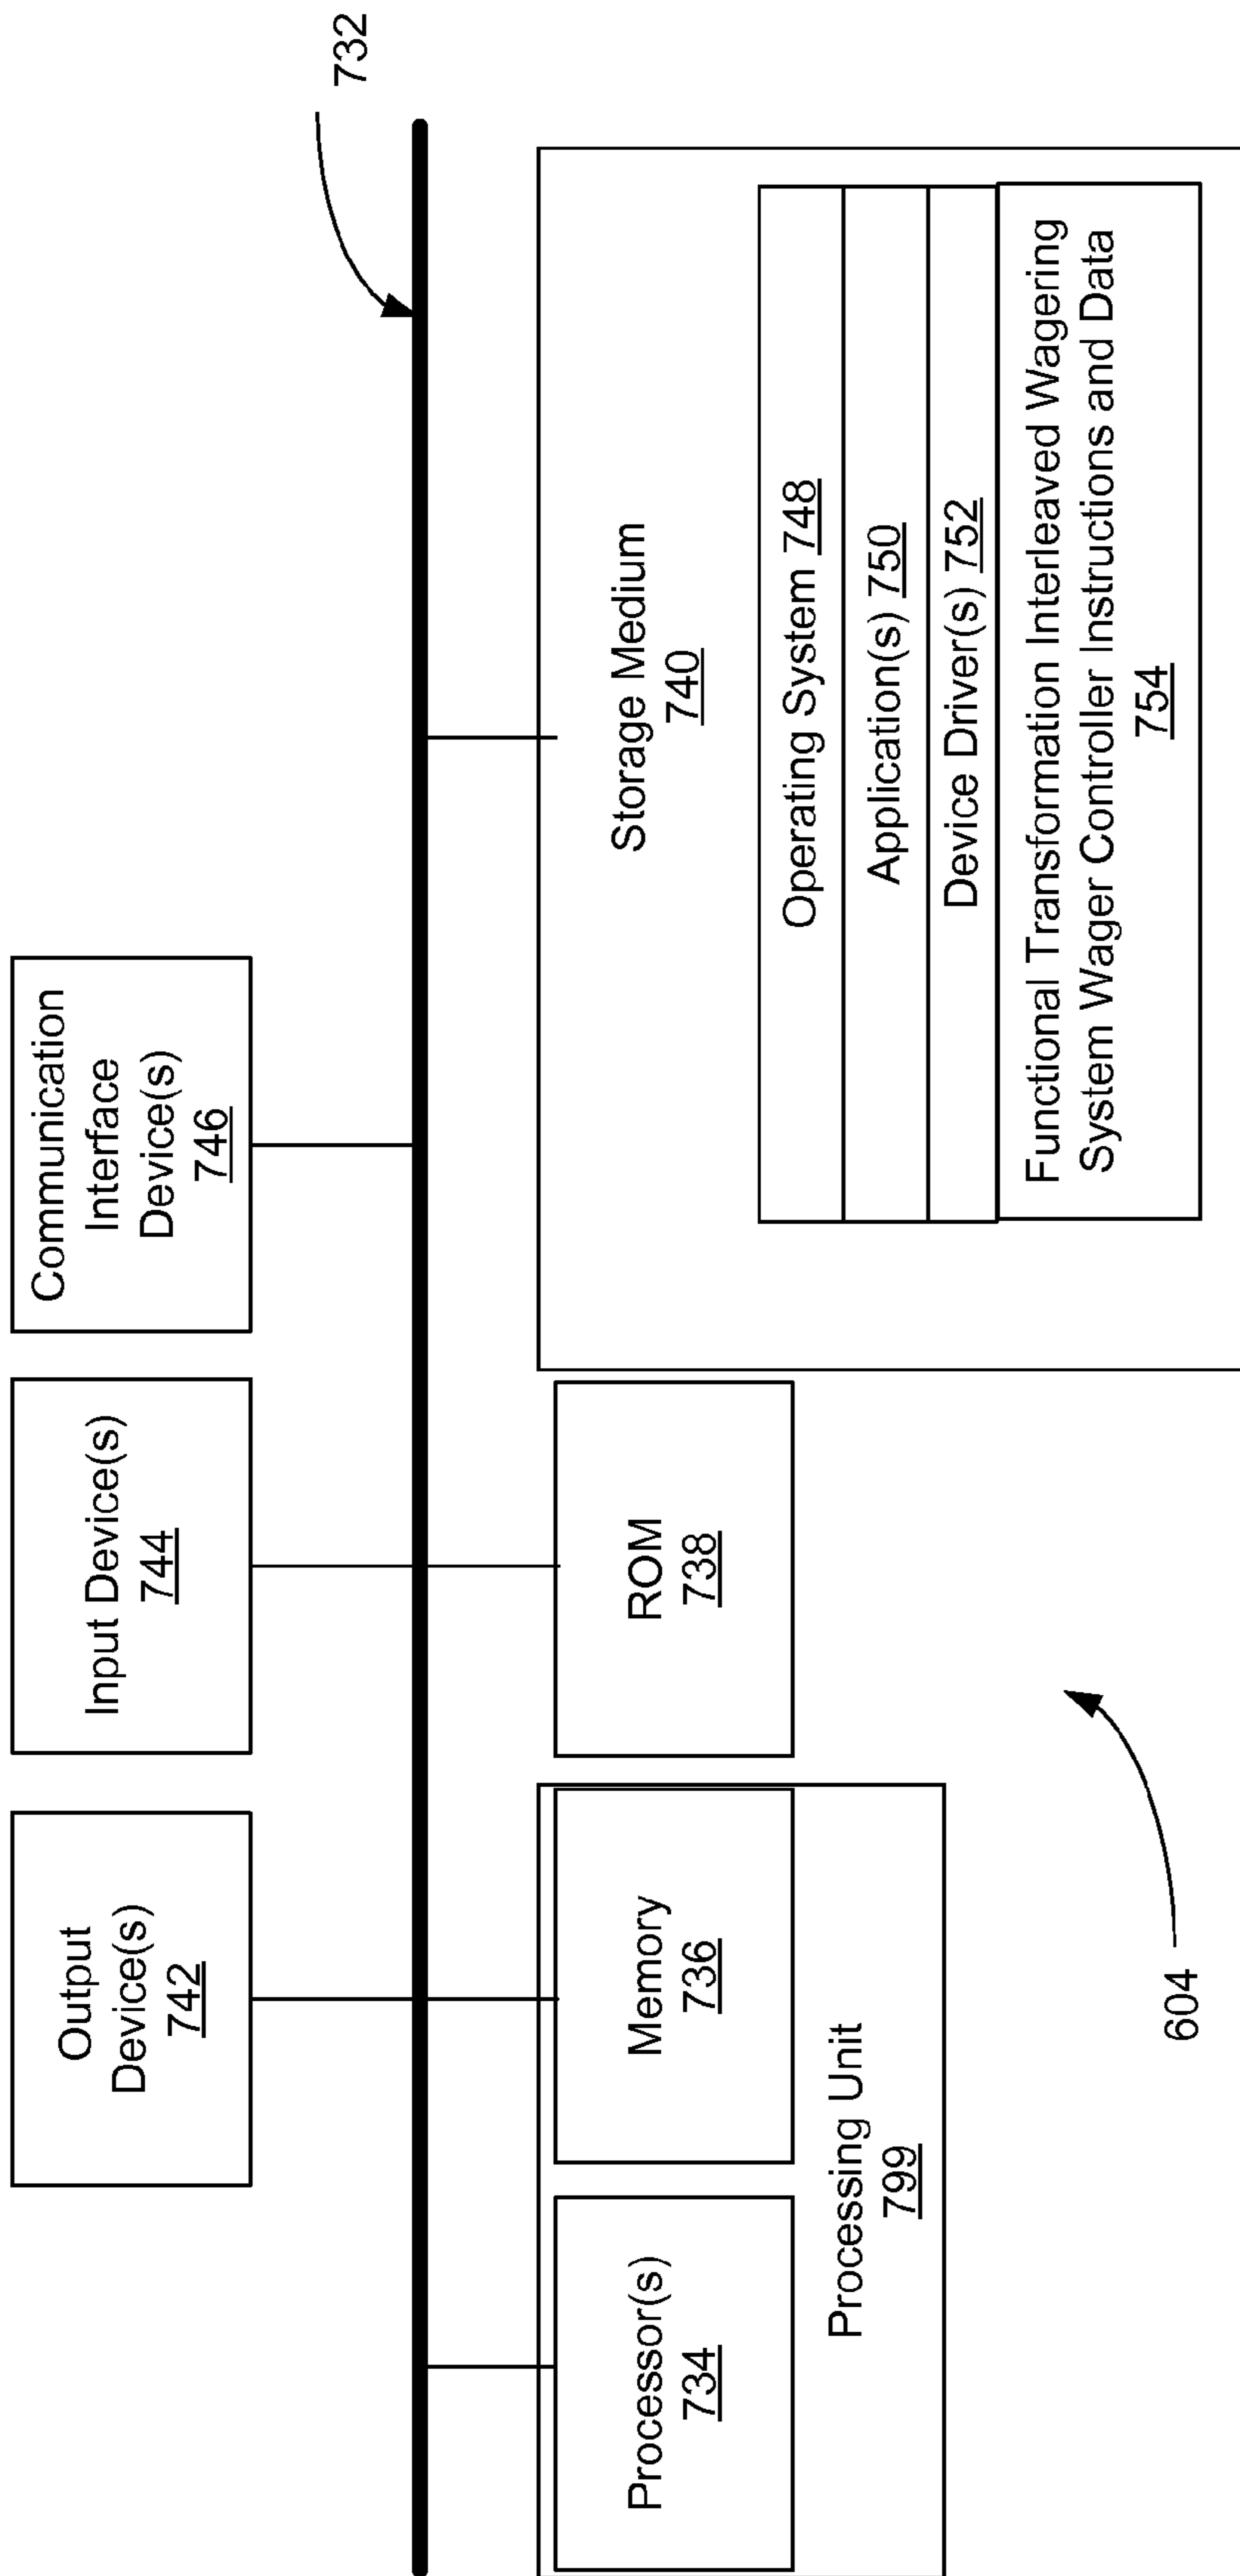 732
Output
Device(s)
742
Input Device(s)
744
Communication
Interface
Device(s)
746
Processor(s)
734
Memory
736
Processing Unit
799
ROM
738
Storage Medium
740
Operating System 748
Application(s) 750
Device Driver(s) 752
Functional Transformation Interleaved Wagering
System Wager Controller Instructions and Data
754
604